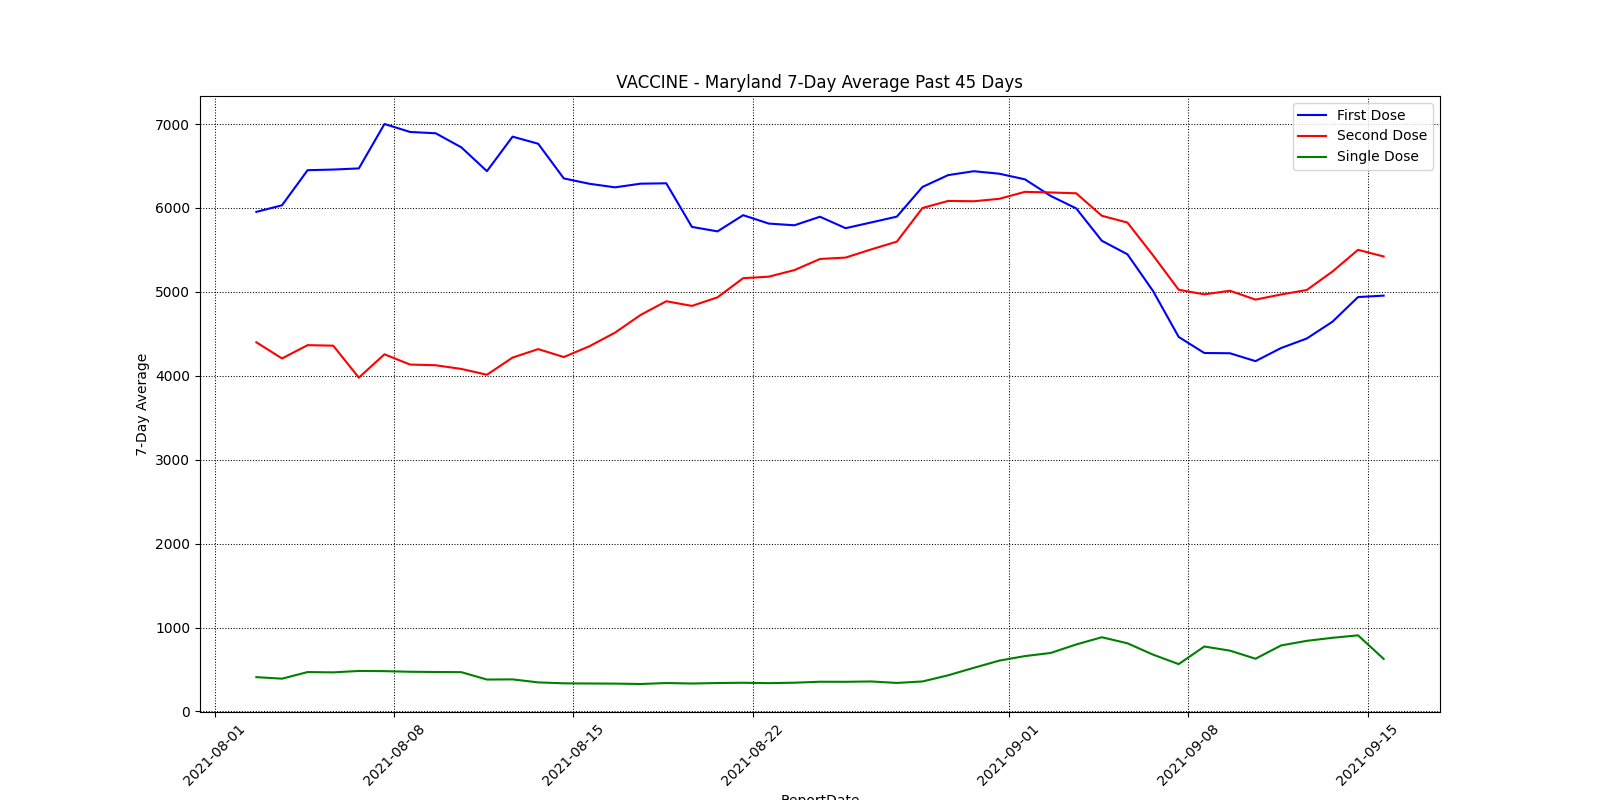 VACCINE - Maryland 7-Day Average Past 45 Days
First Dose
Second Dose
Single Dose
7-Day Average
7000
6000
5000
4000
3000
2000
1000
0
2021-08-01
2021-08-08
2021-08-15
2021-08-22
2021-09-01
2021-09-08
2021-09-15
ReportDate